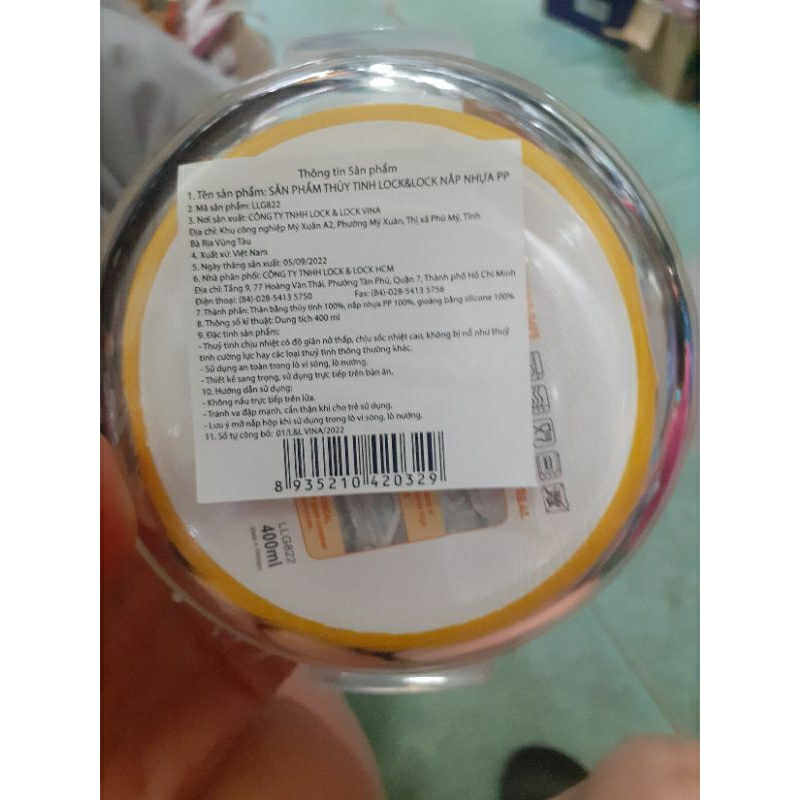 Thông tin Sản phẩm
1. Tên sản phẩm: SẢN PHẨM THỦY TINH LOCK&LOCK NẮP NHỰA PP
2. Mã sản phẩm: LLG822
3. Nơi sản xuất: CÔNG TY TNHH LOCK & LOCK VINA
Địa chỉ: Khu công nghiệp Mỹ Xuân A2, Phường Mỹ Xuân, Thị xã Phú Mỹ, Tỉnh
Bà Rịa Vũng Tàu
4. Xuất xứ: Việt Nam
5. Ngày tháng sản xuất: 05/09/2022
6. Nhà phân phối: CÔNG TY TNHH LOCK & LOCK HCM
Địa chỉ: Tầng 9, 77 Hoàng Văn Thái, Phường Tân Phú, Quận 7, Thành phố Hồ Chí Minh
Điện thoại: (84)-028-5413 5750 Fax: (84)-028-5413 5756
7. Thành phần: Thân bằng thủy tinh 100%, nắp nhựa PP 100%, gioăng bằng silicone 100%
8. Thông số kĩ thuật: Dung tích 400 ml
9. Đặc tính sản phẩm:
- Thuỷ tinh chịu nhiệt có độ giãn nở thấp, chịu sốc nhiệt cao, không bị nổ như thuỷ
tinh cường lực hay các loại thuỷ tinh thông thường khác.
- Sử dụng an toàn trong lò vi sóng, lò nướng.
- Thiết kế sang trọng, sử dụng trực tiếp trên bàn ăn.
10. Hướng dẫn sử dụng:
- Không nấu trực tiếp trên lửa.
- Tránh va đập mạnh, cẩn thận khi cho trẻ sử dụng.
- Lưu ý mở nắp hộp khi sử dụng trong lò vi sóng, lò nướng.
11. Số tự công bố: 01/L&L VINA/2022
8 935210 420329
LLG822
400ml
Made in Vietnam